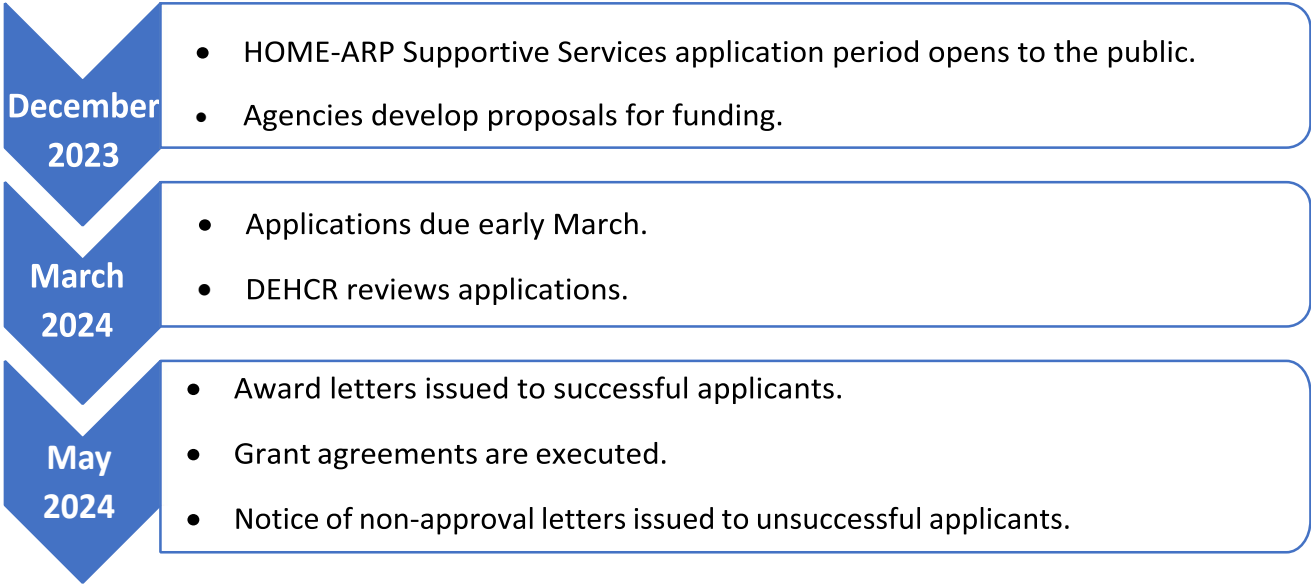 December
2023
• HOME-ARP Supportive Services application period opens to the public.
• Agencies develop proposals for funding.
March
2024
• Applications due early March.
• DEHCR reviews applications.
May
2024
• Award letters issued to successful applicants.
• Grant agreements are executed.
• Notice of non-approval letters issued to unsuccessful applicants.